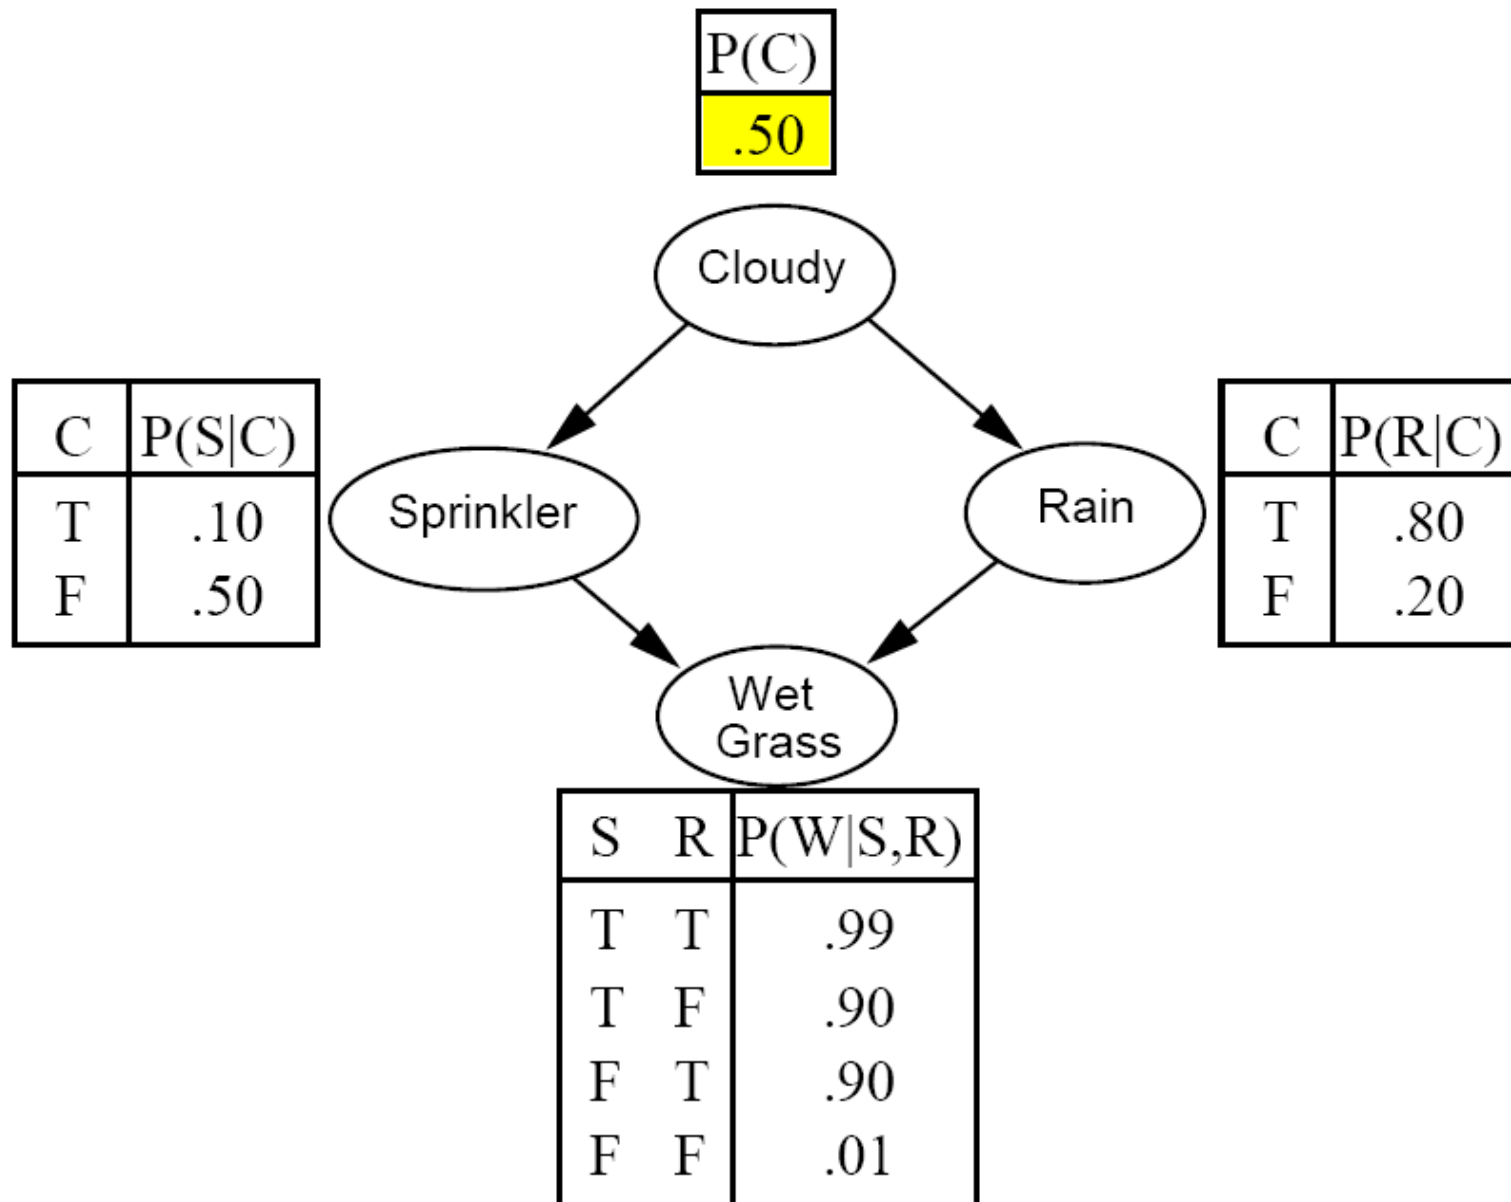 P(C)
.50
Cloudy
C P(S|C)
T .10
F .50
Sprinkler
Rain
C P(R|C)
T .80
F .20
Wet
Grass
S R P(W|S,R)
T T .99
T F .90
F T .90
F F .01